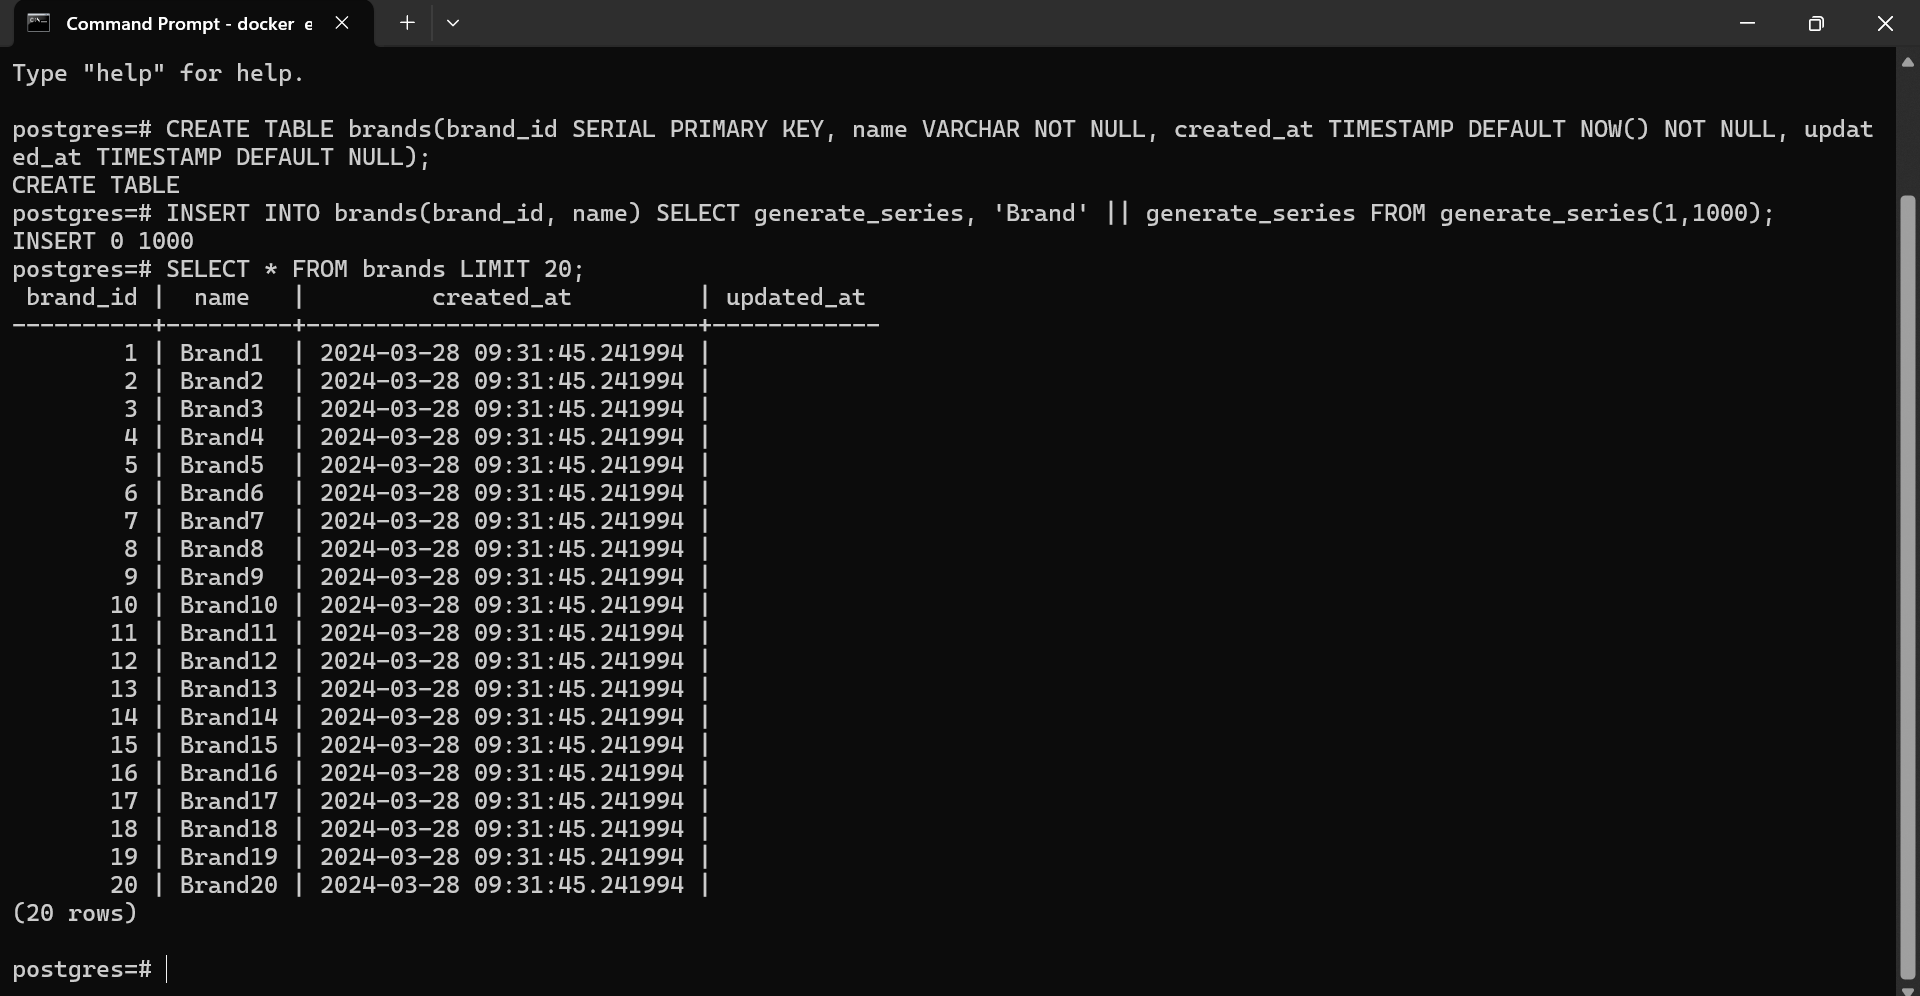 Command Prompt - docker e
Type "help" for help.
postgres=# CREATE TABLE brands(brand_id SERIAL PRIMARY KEY, name VARCHAR NOT NULL, created_at TIMESTAMP DEFAULT NOW() NOT NULL, updat
ed_at TIMESTAMP DEFAULT NULL);
CREATE TABLE
postgres=# INSERT INTO brands(brand_id, name) SELECT generate_series, 'Brand' || generate_series FROM generate_series(1,1000);
INSERT 0 1000
postgres=# SELECT * FROM brands LIMIT 20;
 brand_id |  name   |         created_at         | updated_at
----------+---------+----------------------------+------------
        1 | Brand1  | 2024-03-28 09:31:45.241994 |
        2 | Brand2  | 2024-03-28 09:31:45.241994 |
        3 | Brand3  | 2024-03-28 09:31:45.241994 |
        4 | Brand4  | 2024-03-28 09:31:45.241994 |
        5 | Brand5  | 2024-03-28 09:31:45.241994 |
        6 | Brand6  | 2024-03-28 09:31:45.241994 |
        7 | Brand7  | 2024-03-28 09:31:45.241994 |
        8 | Brand8  | 2024-03-28 09:31:45.241994 |
        9 | Brand9  | 2024-03-28 09:31:45.241994 |
       10 | Brand10 | 2024-03-28 09:31:45.241994 |
       11 | Brand11 | 2024-03-28 09:31:45.241994 |
       12 | Brand12 | 2024-03-28 09:31:45.241994 |
       13 | Brand13 | 2024-03-28 09:31:45.241994 |
       14 | Brand14 | 2024-03-28 09:31:45.241994 |
       15 | Brand15 | 2024-03-28 09:31:45.241994 |
       16 | Brand16 | 2024-03-28 09:31:45.241994 |
       17 | Brand17 | 2024-03-28 09:31:45.241994 |
       18 | Brand18 | 2024-03-28 09:31:45.241994 |
       19 | Brand19 | 2024-03-28 09:31:45.241994 |
       20 | Brand20 | 2024-03-28 09:31:45.241994 |
(20 rows)
postgres=#